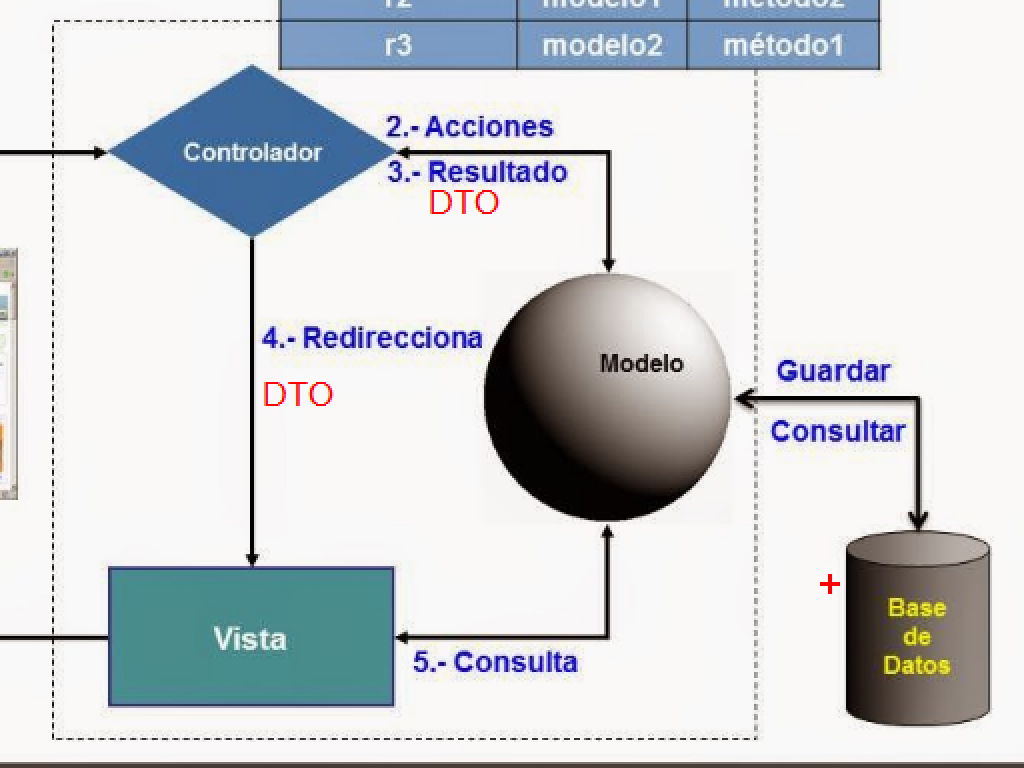 r2 modelo1 método2
r3 modelo2 método1
2.- Acciones
Controlador
3.- Resultado
DTO
4.- Redirecciona
Modelo
Guardar
DTO
Consultar
+
Base
de
Datos
Vista
5.- Consulta